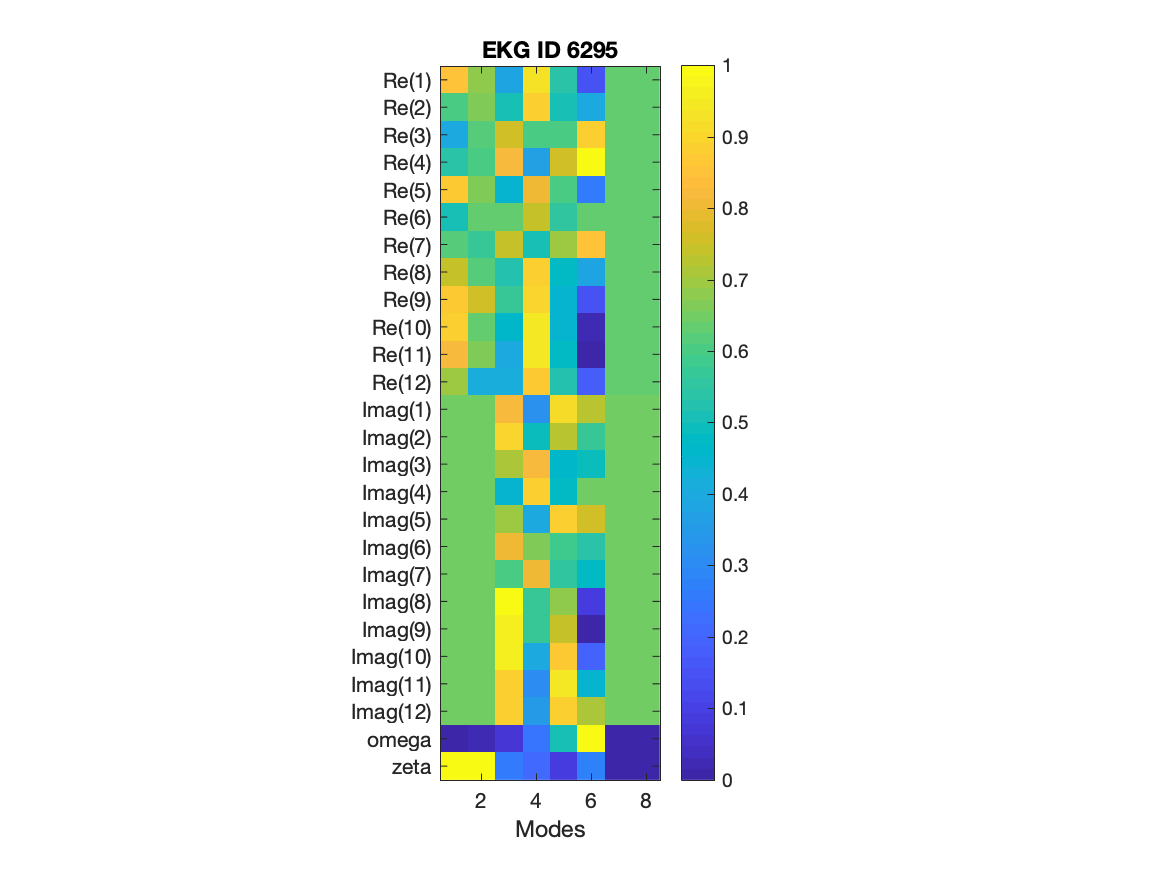 EKG ID 6295
Re(1)
Re(2)
Re(3)
Re(4)
Re(5)
Re(6)
Re(7)
Re(8)
Re(9)
Re(10)
Re(11)
Re(12)
Imag(1)
Imag(2)
Imag(3)
Imag(4)
Imag(5)
Imag(6)
Imag(7)
Imag(8)
Imag(9)
Imag(10)
Imag(11)
Imag(12)
omega
zeta
2 4 6 8
Modes
1
0.9
0.8
0.7
0.6
0.5
0.4
0.3
0.2
0.1
0